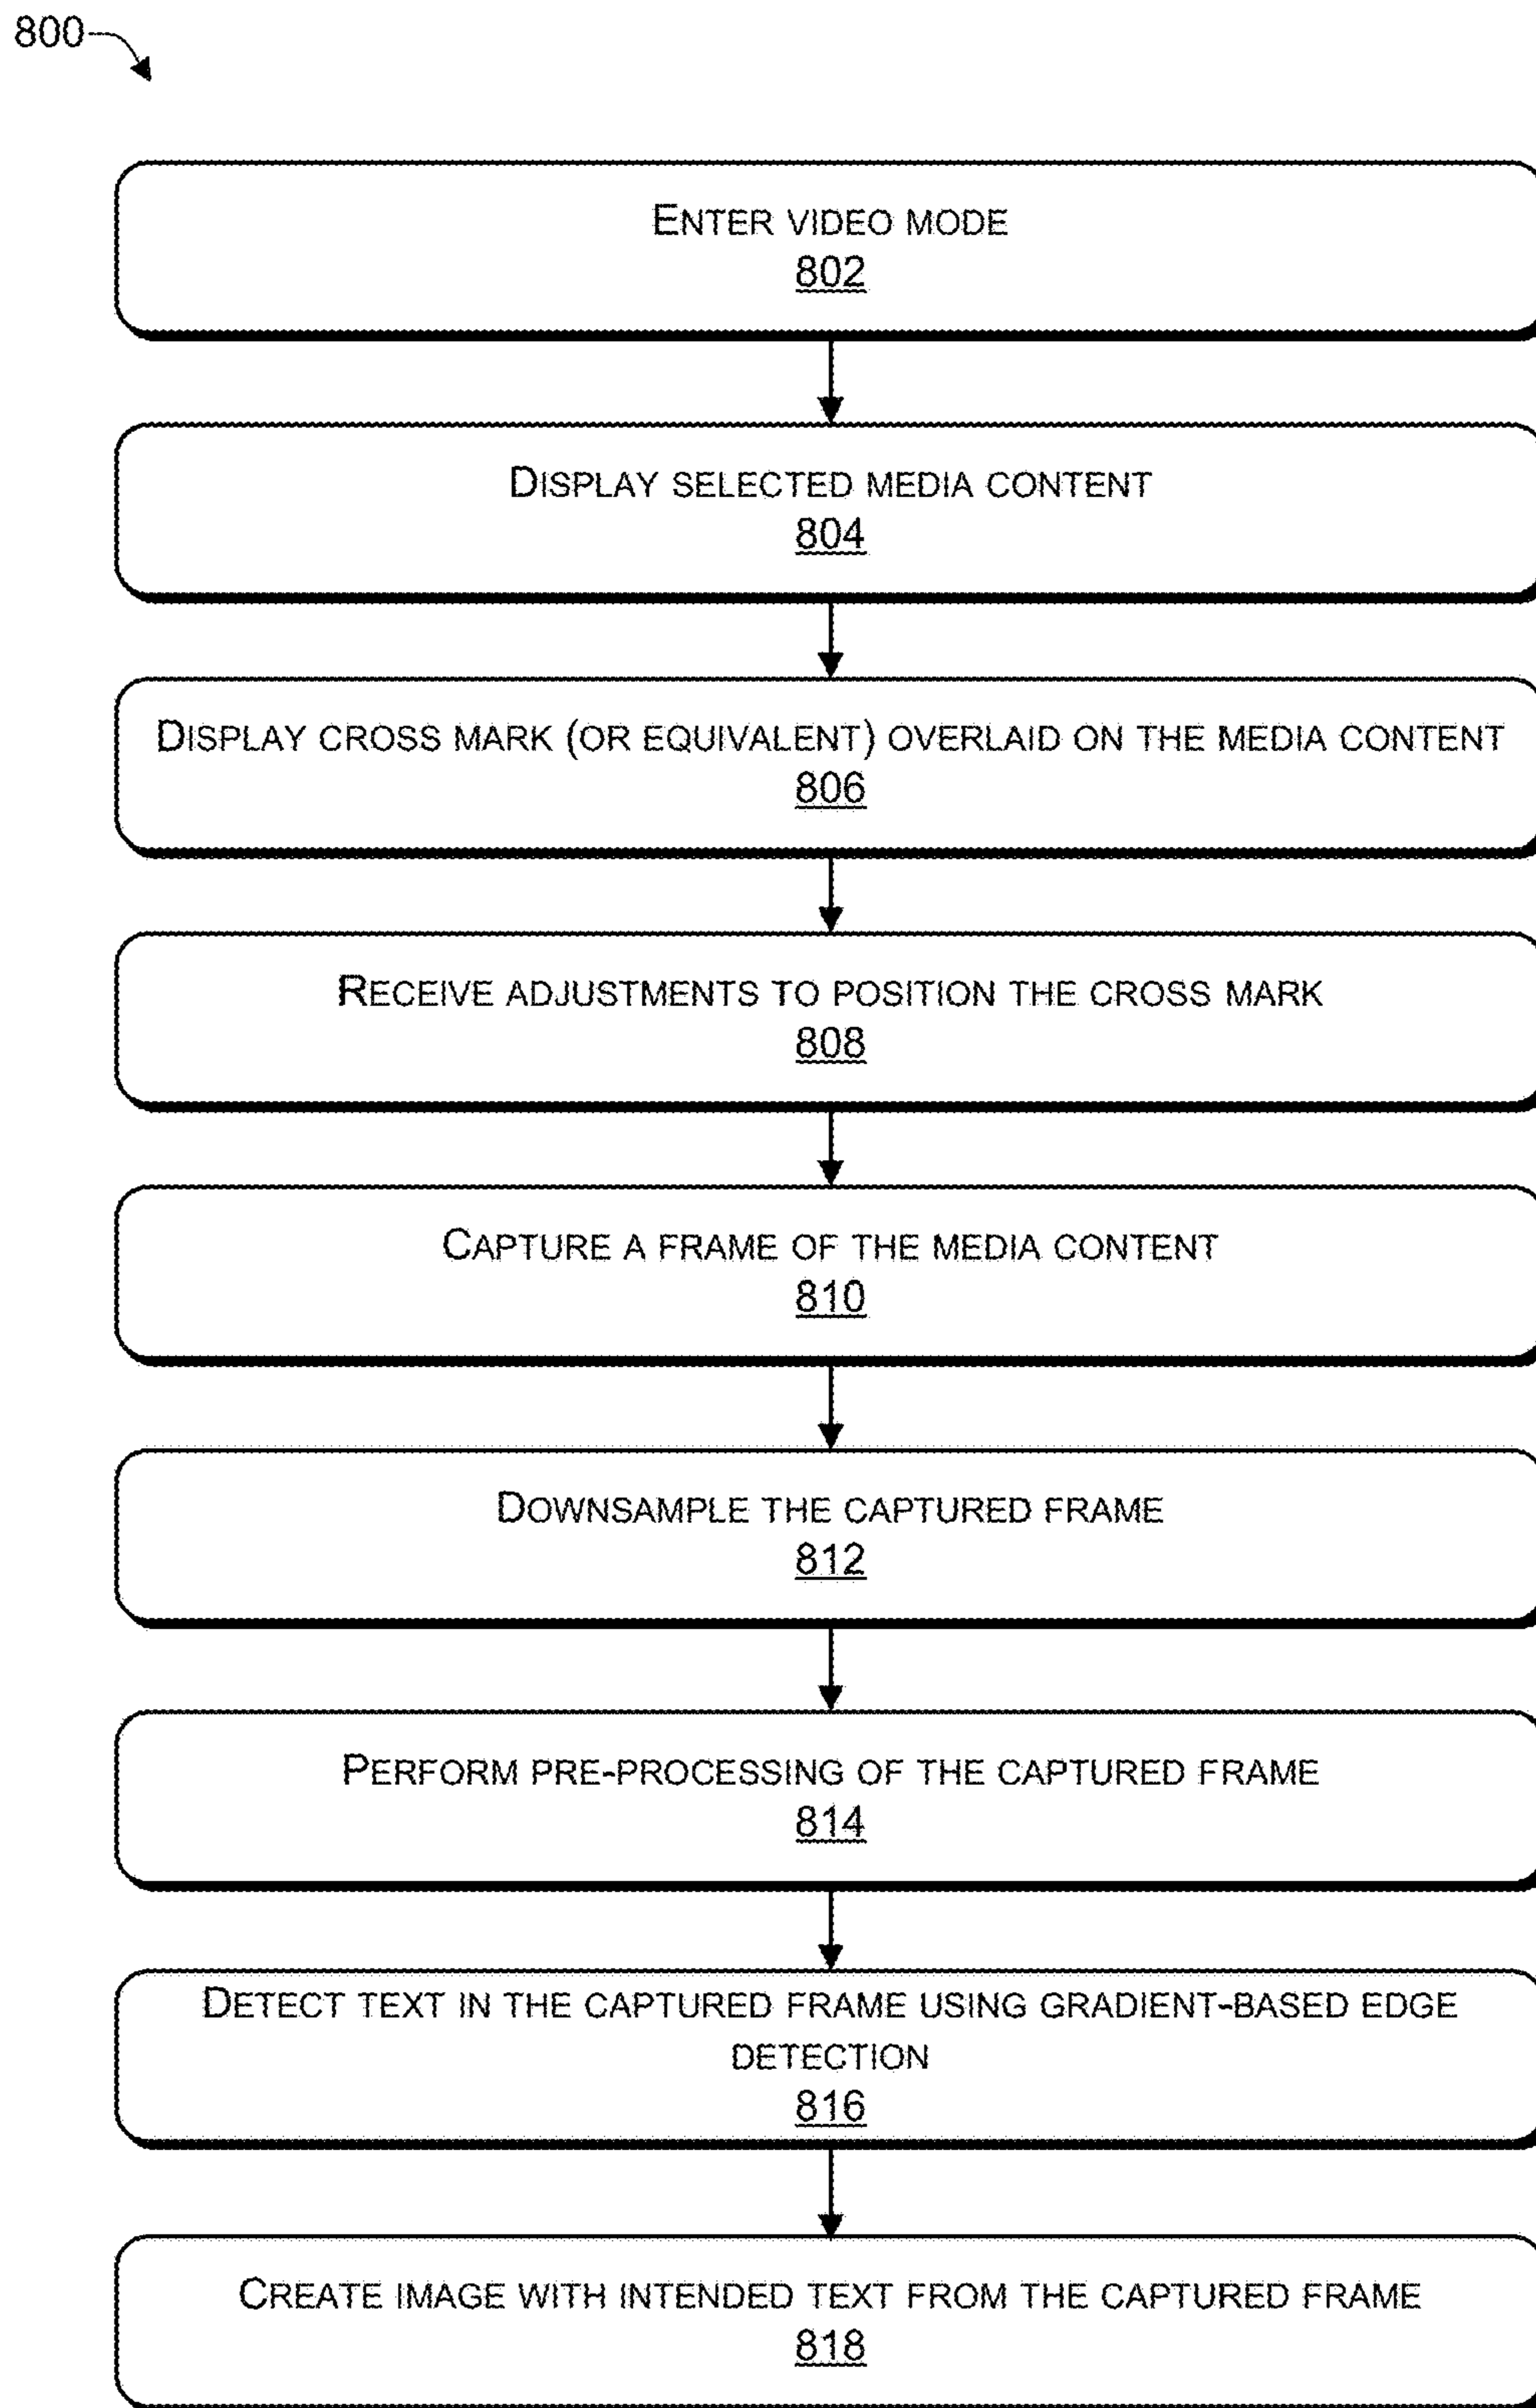 800
ENTER VIDEO MODE
802
DISPLAY SELECTED MEDIA CONTENT
804
DISPLAY CROSS MARK (OR EQUIVALENT) OVERLAID ON THE MEDIA CONTENT
806
RECEIVE ADJUSTMENTS TO POSITION THE CROSS MARK
808
CAPTURE A FRAME OF THE MEDIA CONTENT
810
DOWNSAMPLE THE CAPTURED FRAME
812
PERFORM PRE-PROCESSING OF THE CAPTURED FRAME
814
DETECT TEXT IN THE CAPTURED FRAME USING GRADIENT-BASED EDGE
DETECTION
816
CREATE IMAGE WITH INTENDED TEXT FROM THE CAPTURED FRAME
818